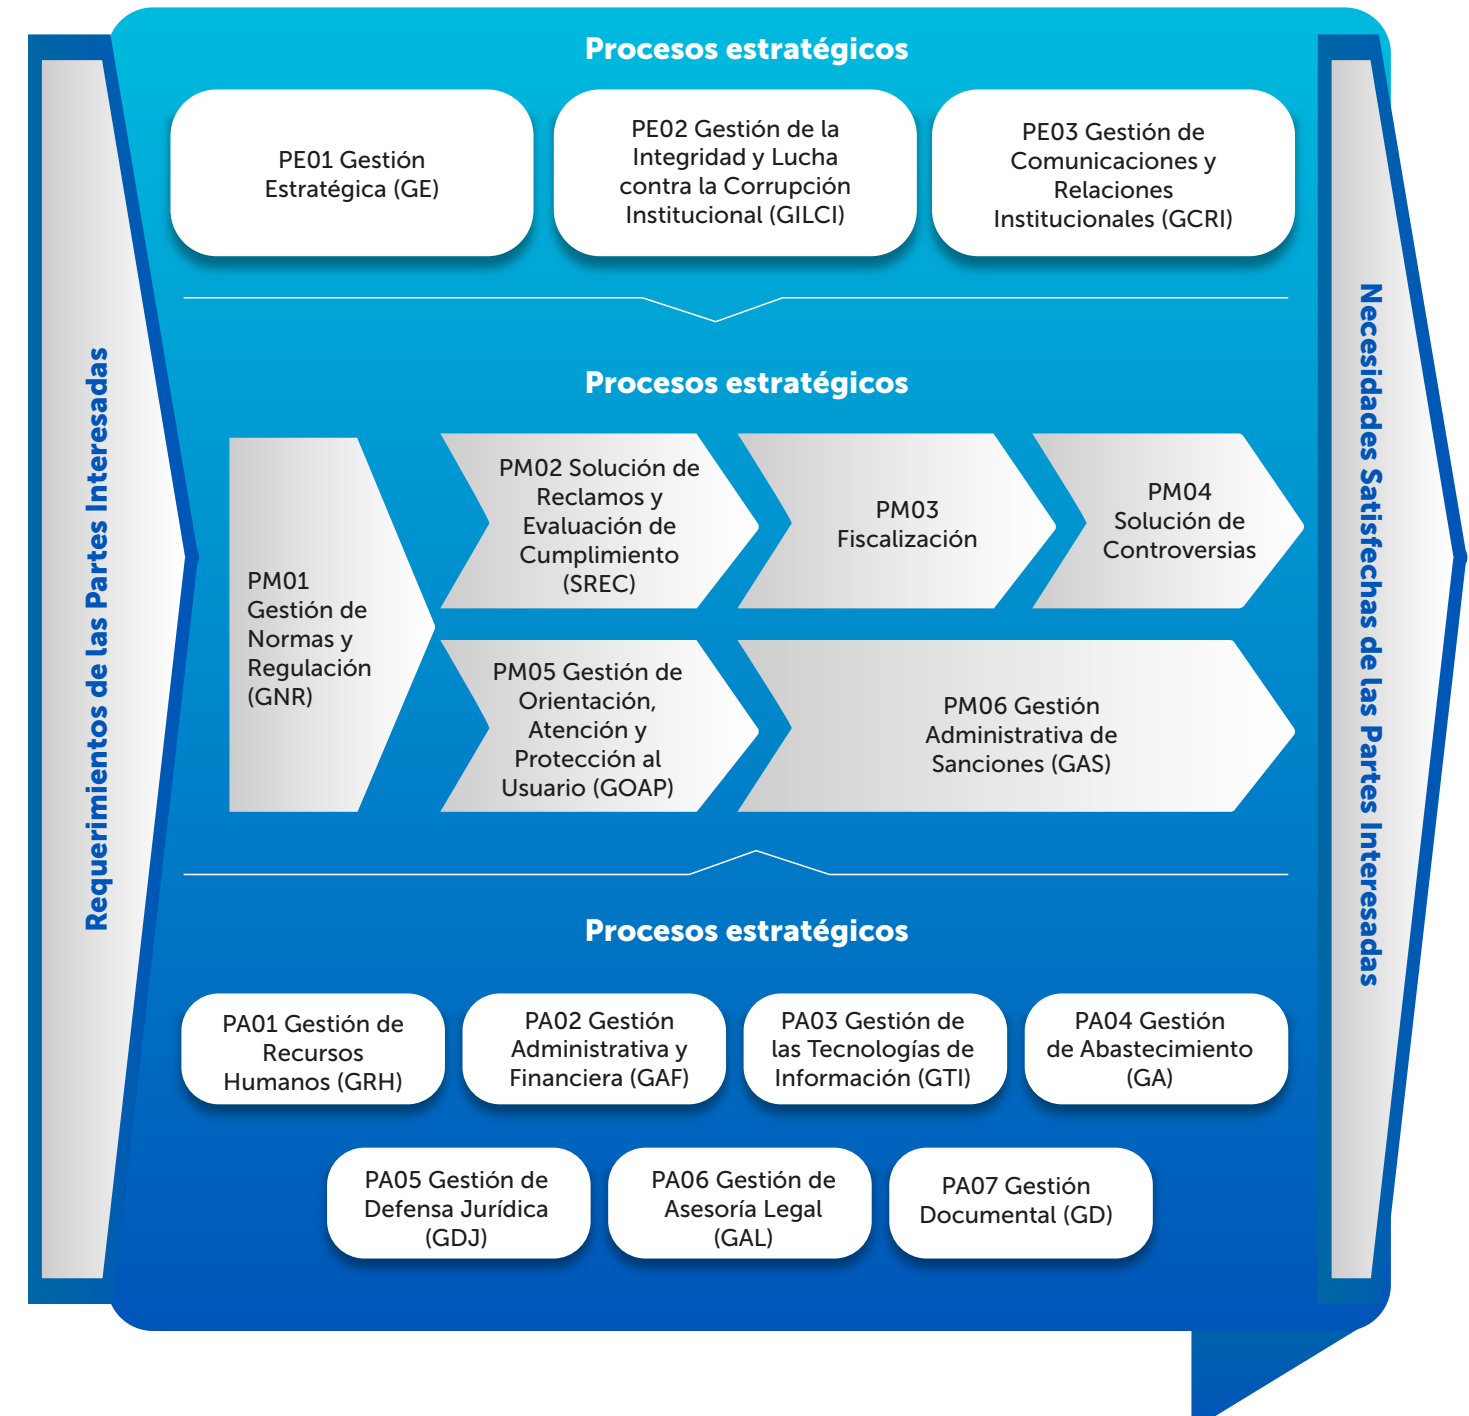 Procesos estratégicos
PE01 Gestión
Estratégica (GE)
PE02 Gestión de la
Integridad y Lucha
contra la Corrupción
Institucional (GILCI)
PE03 Gestión de
Comunicaciones y
Relaciones
Institucionales (GCRI)
Requerimientos de las Partes Interesadas
Procesos estratégicos
PM01
Gestión de
Normas y
Regulación
(GNR)
PM02 Solución de
Reclamos y
Evaluación de
Cumplimiento
(SREC)
PM03
Fiscalización
PM04
Solución de
Controversias
PM05 Gestión de
Orientación,
Atención y
Protección al
Usuario (GOAP)
PM06 Gestión
Administrativa de
Sanciones (GAS)
Necesidades Satisfechas de las Partes Interesadas
Procesos estratégicos
PA01 Gestión de
Recursos
Humanos (GRH)
PA02 Gestión
Administrativa y
Financiera (GAF)
PA03 Gestión de
las Tecnologías de
Información (GTI)
PA04 Gestión
de Abastecimiento
(GA)
PA05 Gestión de
Defensa Jurídica
(GDJ)
PA06 Gestión de
Asesoría Legal
(GAL)
PA07 Gestión
Documental (GD)